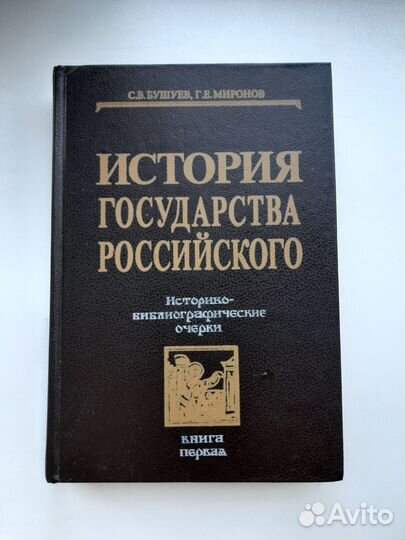 С.В.БУШУЕВ, Г.Е.МИРОНОВ
ИСТОРИЯ
ГОСУДАРСТВА
РОССИЙСКОГО
Историко-
библиографические
очерки
книга
первая
Avito